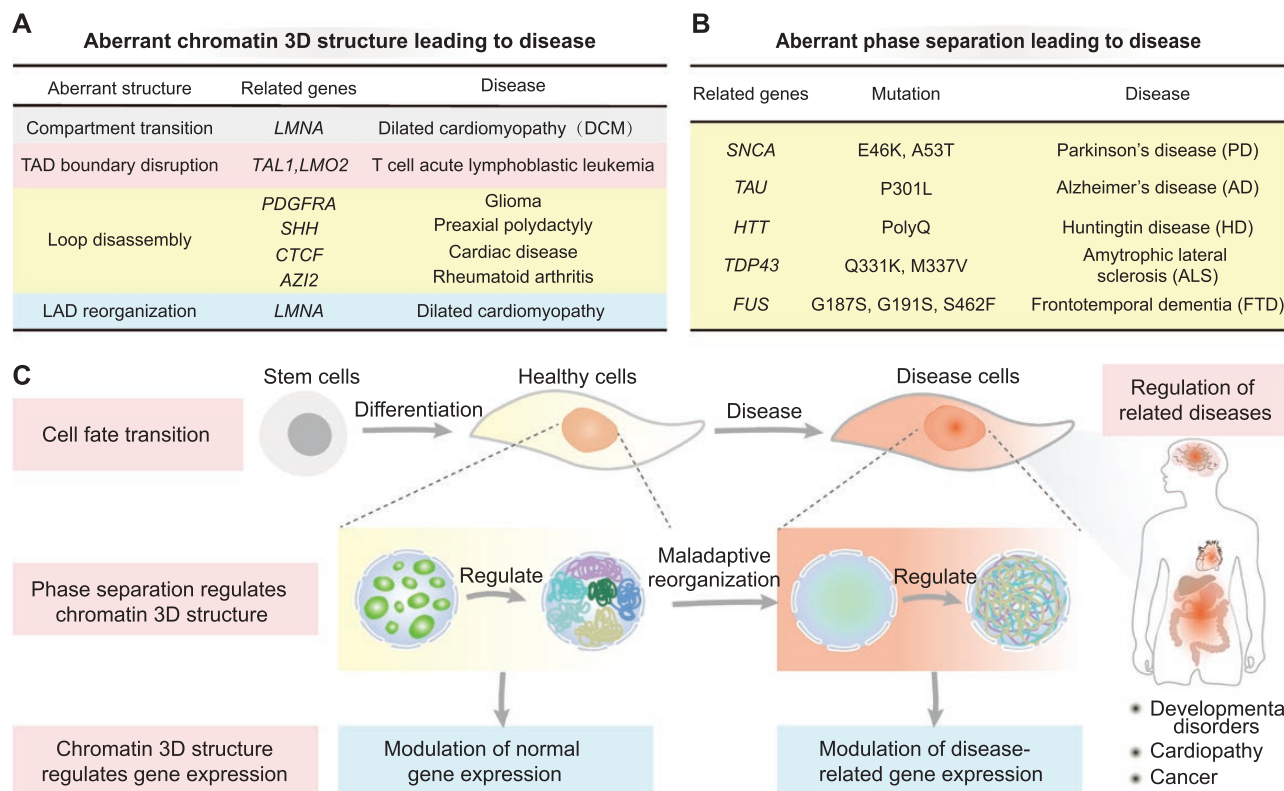 A
Aberrant chromatin 3D structure leading to disease
Aberrant structure Related genes Disease
Compartment transition LMNA Dilated cardiomyopathy（DCM）
TAD boundary disruption TAL1,LMO2 T cell acute lymphoblastic leukemia
Loop disassembly
PDGFRA Glioma
SHH Preaxial polydactyly
CTCF Cardiac disease
AZI2 Rheumatoid arthritis
LAD reorganization LMNA Dilated cardiomyopathy
B
Aberrant phase separation leading to disease
Related genes Mutation Disease
SNCA E46K, A53T Parkinson's disease (PD)
TAU P301L Alzheimer's disease (AD)
HTT PolyQ Huntingtin disease (HD)
TDP43 Q331K, M337V Amytrophic lateral
sclerosis (ALS)
FUS G187S, G191S, S462F Frontotemporal dementia (FTD)
C
Cell fate transition
Stem cells
Differentiation
Healthy cells
Disease
Disease cells
Regulation of
related diseases
Phase separation regulates
chromatin 3D structure
Regulate
Maladaptive
reorganization
Regulate
Chromatin 3D structure
regulates gene expression
Modulation of normal
gene expression
Modulation of disease-
related gene expression
Developmenta
disorders
Cardiopathy
Cancer